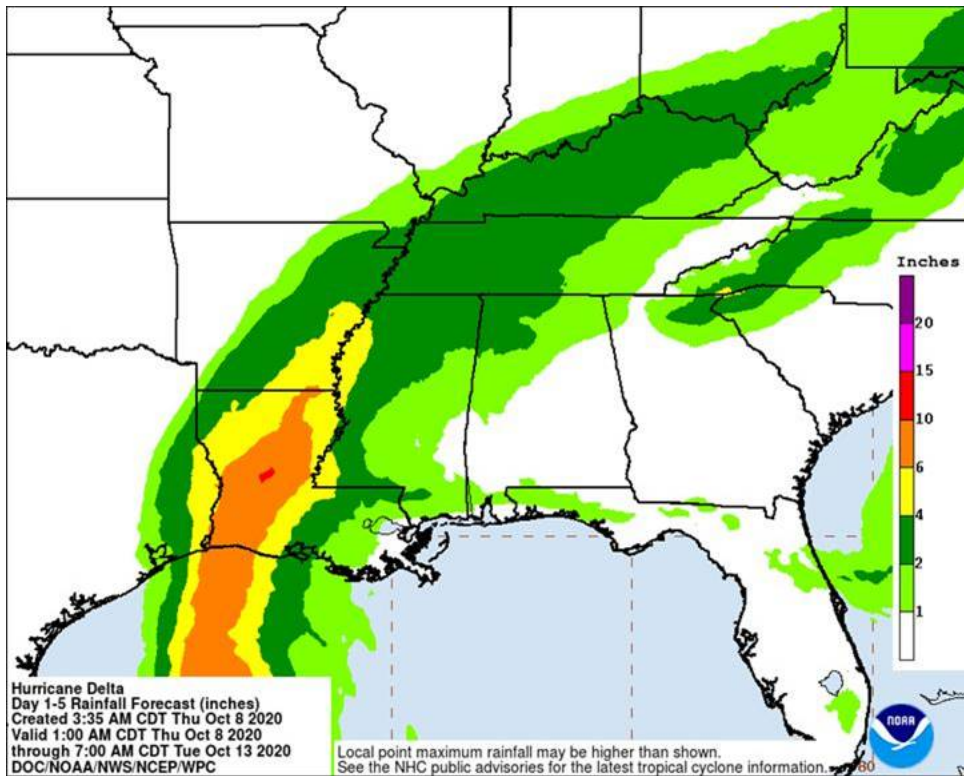 Inches
20
15
10
6
4
2
1
Hurricane Delta
Day 1-5 Rainfall Forecast (inches)
Created 3:35 AM CDT Thu Oct 8 2020
Valid 1:00 AM CDT Thu Oct 8 2020
through 7:00 AM CDT Tue Oct 13 2020
DOC/NOAA/NWS/NCEP/WPC
Local point maximum rainfall may be higher than shown.
See the NHC public advisories for the latest tropical cyclone information.
80
NOAA